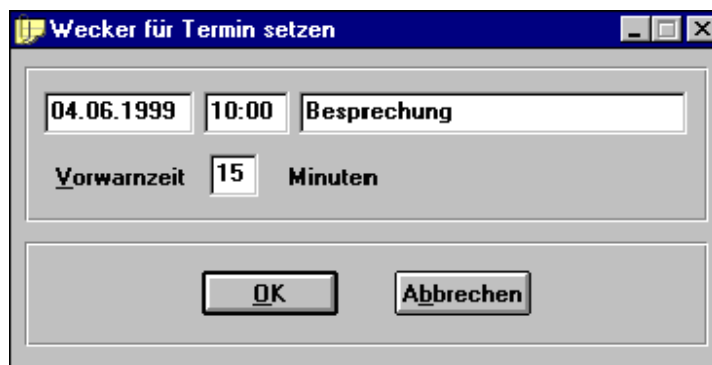 Wecker für Termin setzen
04.06.1999 10:00 Besprechung
Vorwarnzeit 15 Minuten
OK Abbrechen